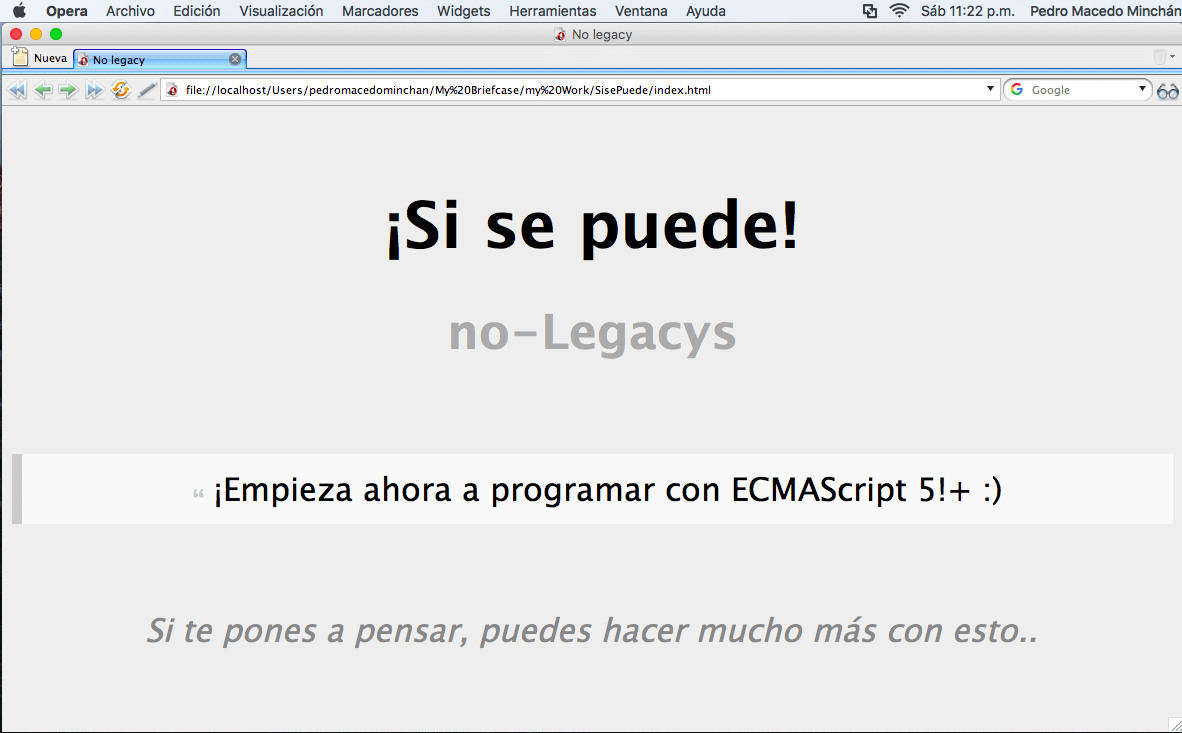 Opera Archivo Edición Visualización Marcadores Widgets Herramientas Ventana Ayuda Sáb 11:22 p.m. Pedro Macedo Minchán
No legacy
Nueva No legacy
file://localhost/Users/pedromacedominchan/My%20Briefcase/my%20Work/SisePuede/index.html Google
¡Si se puede!
no-Legacys
“ ¡Empieza ahora a programar con ECMAScript 5!+ :)
Si te pones a pensar, puedes hacer mucho más con esto..